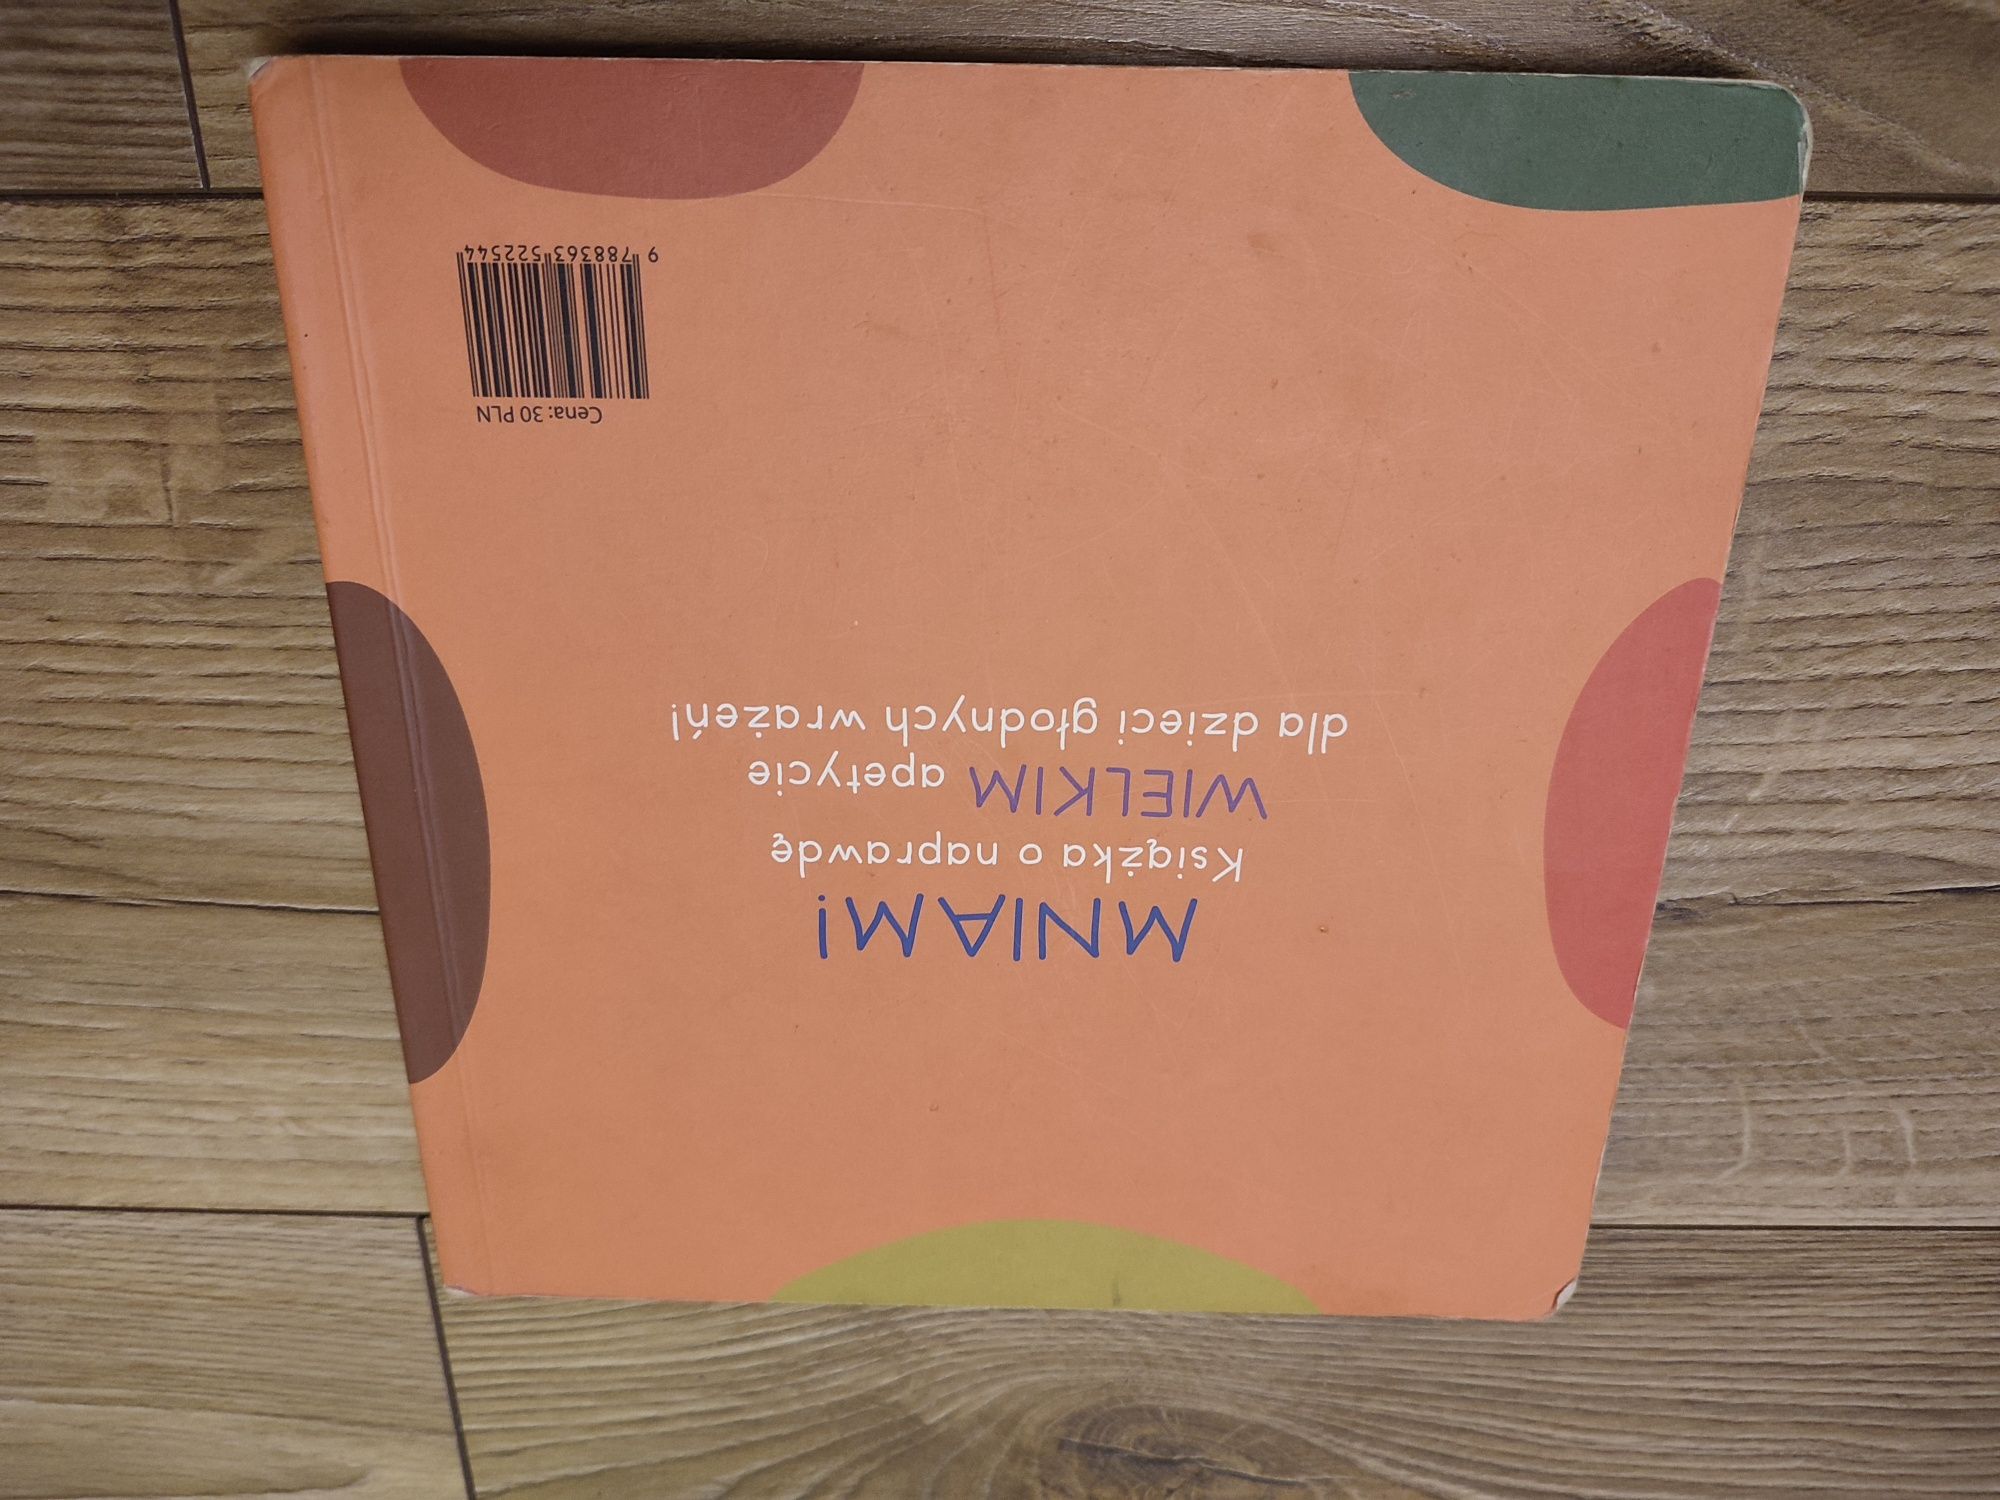 MNIAM!
Książka o naprawdę
WIELKIM apetycie
dla dzieci głodnych wrażeń!
Cena: 30 PLN
9 788363 522544